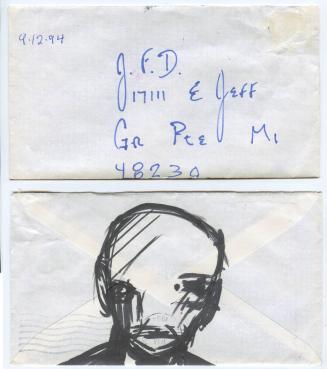 9·12·94
J.F.D.
17111 E Jeff
Gr Pte Mi
48230